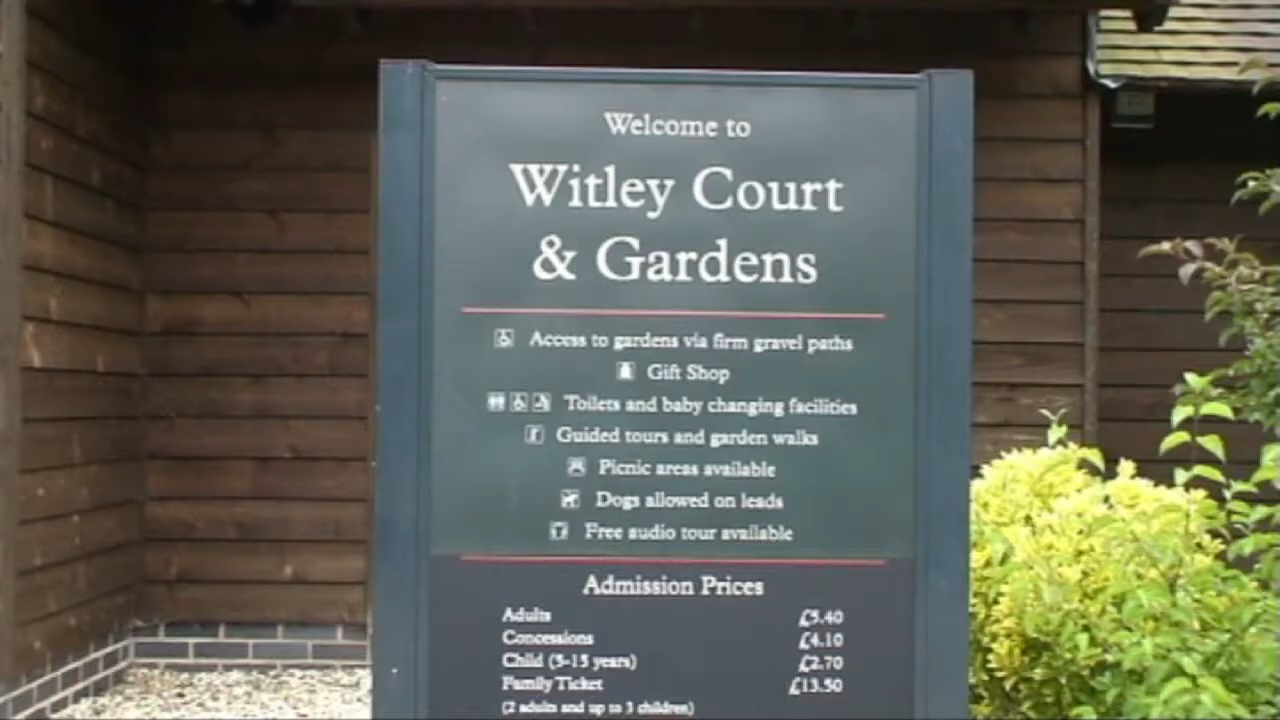 Welcome to
Witley Court
& Gardens
Access to gardens via firm gravel paths
Gift Shop
Toilets and baby changing facilities
Guided tours and garden walks
Picnic areas available
Dogs allowed on leads
Free audio tour available
Admission Prices
Adults £5.40
Concessions £4.10
Child (5-15 years) £2.70
Family Ticket £13.50
(2 adults and up to 3 children)